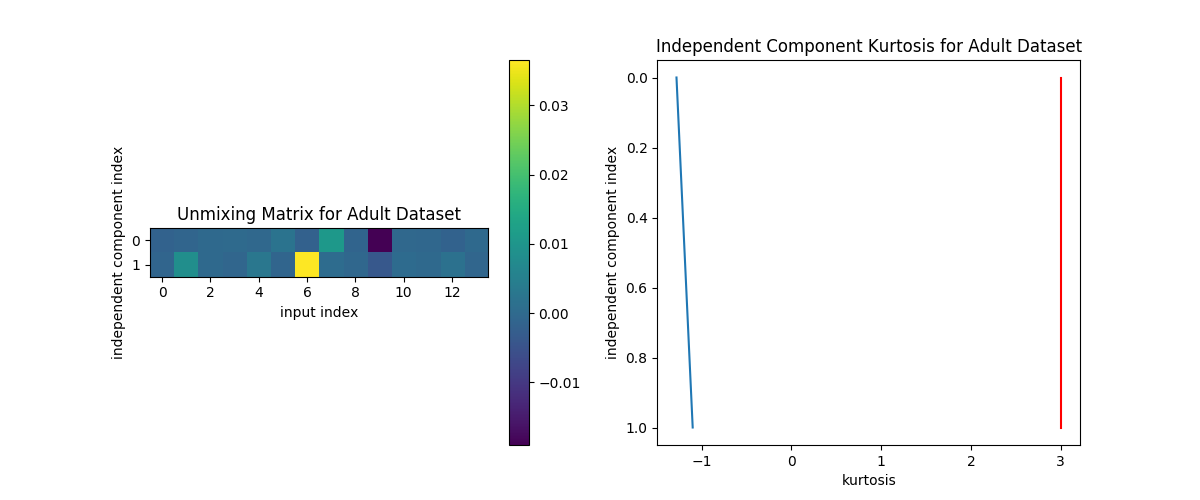 Unmixing Matrix for Adult Dataset
independent component index
0
1
0 2 4 6 8 10 12
input index
0.03
0.02
0.01
0.00
−0.01
Independent Component Kurtosis for Adult Dataset
independent component index
0.0
0.2
0.4
0.6
0.8
1.0
−1 0 1 2 3
kurtosis